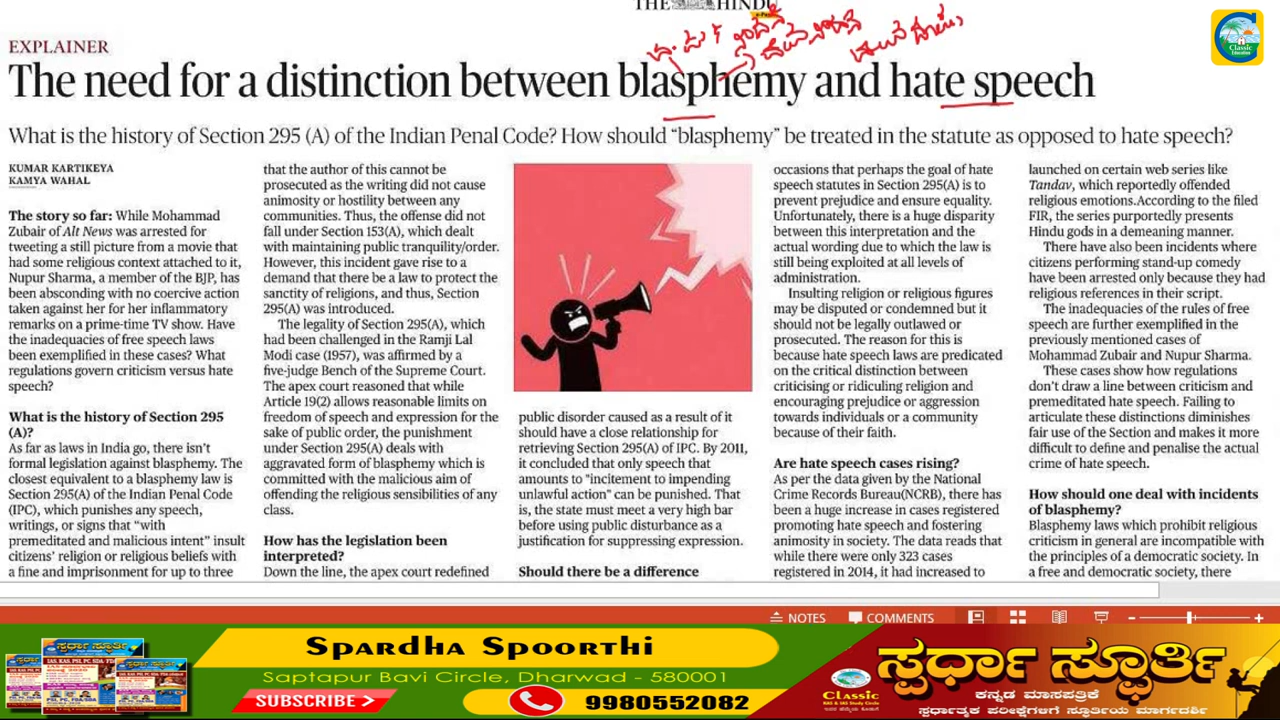 THE HINDU
e-Paper
EXPLAINER
The need for a distinction between blasphemy and hate speech
What is the history of Section 295 (A) of the Indian Penal Code? How should "blasphemy" be treated in the statute as opposed to hate speech?
KUMAR KARTIKEYA
KAMYA WAHAL
The story so far: While Mohammad
Zubair of Alt News was arrested for
tweeting a still picture from a movie that
had some religious context attached to it,
Nupur Sharma, a member of the BJP, has
been absconding with no coercive action
taken against her for her inflammatory
remarks on a prime-time TV show. Have
the inadequacies of free speech laws
been exemplified in these cases? What
regulations govern criticism versus hate
speech?
What is the history of Section 295
(A)?
As far as laws in India go, there isn't
formal legislation against blasphemy. The
closest equivalent to a blasphemy law is
Section 295(A) of the Indian Penal Code
(IPC), which punishes any speech,
writings, or signs that "with
premeditated and malicious intent" insult
citizens' religion or religious beliefs with
a fine and imprisonment for up to three
that the author of this cannot be
prosecuted as the writing did not cause
animosity or hostility between any
communities. Thus, the offense did not
fall under Section 153(A), which dealt
with maintaining public tranquility/order.
However, this incident gave rise to a
demand that there be a law to protect the
sanctity of religions, and thus, Section
295(A) was introduced.
The legality of Section 295(A), which
had been challenged in the Ramji Lal
Modi case (1957), was affirmed by a
five-judge Bench of the Supreme Court.
The apex court reasoned that while
Article 19(2) allows reasonable limits on
freedom of speech and expression for the
sake of public order, the punishment
under Section 295(A) deals with
aggravated form of blasphemy which is
committed with the malicious aim of
offending the religious sensibilities of any
class.
How has the legislation been
interpreted?
Down the line, the apex court redefined
public disorder caused as a result of it
should have a close relationship for
retrieving Section 295(A) of IPC. By 2011,
it concluded that only speech that
amounts to "incitement to impending
unlawful action" can be punished. That
is, the state must meet a very high bar
before using public disturbance as a
justification for suppressing expression.
Should there be a difference
occasions that perhaps the goal of hate
speech statutes in Section 295(A) is to
prevent prejudice and ensure equality.
Unfortunately, there is a huge disparity
between this interpretation and the
actual wording due to which the law is
still being exploited at all levels of
administration.
Insulting religion or religious figures
may be disputed or condemned but it
should not be legally outlawed or
prosecuted. The reason for this is
because hate speech laws are predicated
on the critical distinction between
criticising or ridiculing religion and
encouraging prejudice or aggression
towards individuals or a community
because of their faith.
Are hate speech cases rising?
As per the data given by the National
Crime Records Bureau(NCRB), there has
been a huge increase in cases registered
promoting hate speech and fostering
animosity in society. The data reads that
while there were only 323 cases
registered in 2014, it had increased to
launched on certain web series like
Tandav, which reportedly offended
religious emotions.According to the filed
FIR, the series purportedly presents
Hindu gods in a demeaning manner.
There have also been incidents where
citizens performing stand-up comedy
have been arrested only because they had
religious references in their script.
The inadequacies of the rules of free
speech are further exemplified in the
previously mentioned cases of
Mohammad Zubair and Nupur Sharma.
These cases show how regulations
don't draw a line between criticism and
premeditated hate speech. Failing to
articulate these distinctions diminishes
fair use of the Section and makes it more
difficult to define and penalise the actual
crime of hate speech.
How should one deal with incidents
of blasphemy?
Blasphemy laws which prohibit religious
criticism in general are incompatible with
the principles of a democratic society. In
a free and democratic society, there
NOTES COMMENTS
Spardha Spoorthi
Saptapur Bavi Circle, Dharwad - 580001
SUBSCRIBE 9980552082
Classic
ಸ್ಪರ್ಧಾ ಸ್ಫೂರ್ತಿ
ಕನ್ನಡ ಮಾಸಪತ್ರಿಕೆ
ಸ್ಪರ್ಧಾತ್ಮಕ ಪರೀಕ್ಷೆಗಳಿಗೆ ಸ್ಫೂರ್ತಿಯ ಮಾರ್ಗದರ್ಶಿ